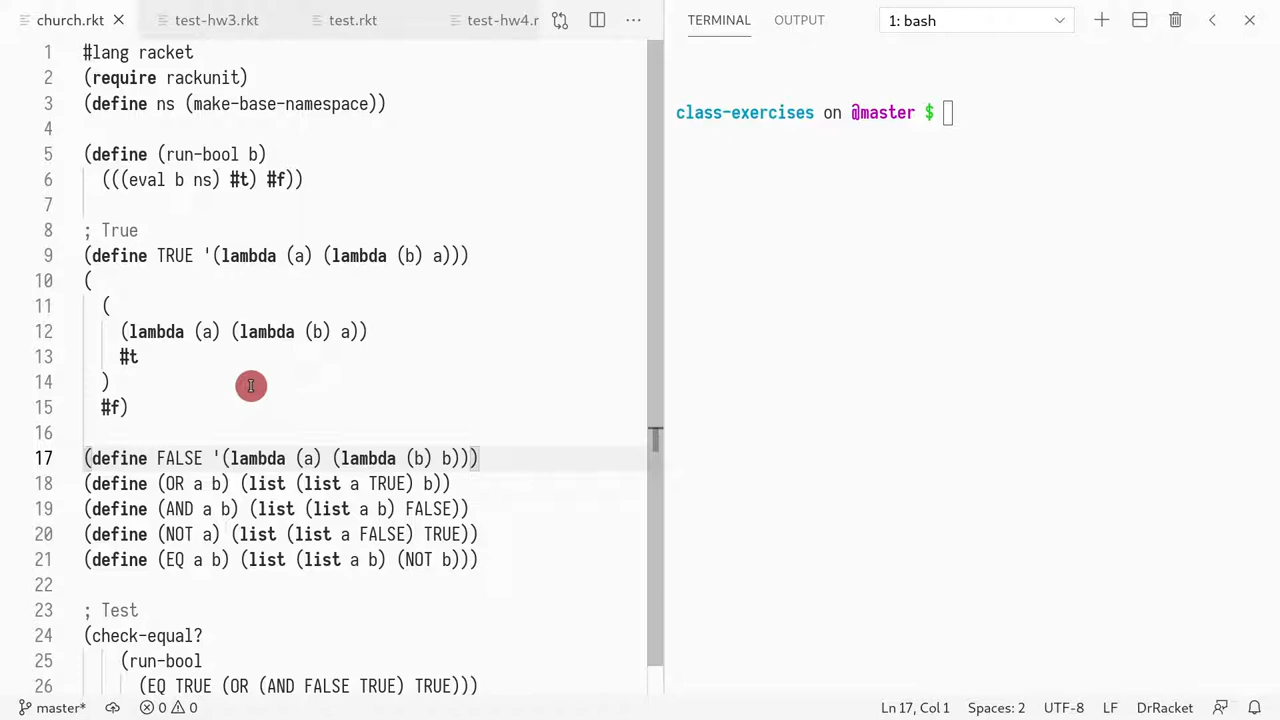 church.rkt test-hw3.rkt test.rkt test-hw4.r
TERMINAL OUTPUT 1: bash
1 #lang racket
2 (require rackunit)
3 (define ns (make-base-namespace))
4
5 (define (run-bool b)
6 (((eval b ns) #t) #f))
7
8 ; True
9 (define TRUE '(lambda (a) (lambda (b) a)))
10 (
11 (
12 (lambda (a) (lambda (b) a))
13 #t
14 )
15 #f)
16
17 (define FALSE '(lambda (a) (lambda (b) b)))
18 (define (OR a b) (list (list a TRUE) b))
19 (define (AND a b) (list (list a b) FALSE))
20 (define (NOT a) (list (list a FALSE) TRUE))
21 (define (EQ a b) (list (list a b) (NOT b)))
22
23 ; Test
24 (check-equal?
25 (run-bool
26 (EQ TRUE (OR (AND FALSE TRUE) TRUE)))
class-exercises on @master $
master* 0 0 Ln 17, Col 1 Spaces: 2 UTF-8 LF DrRacket